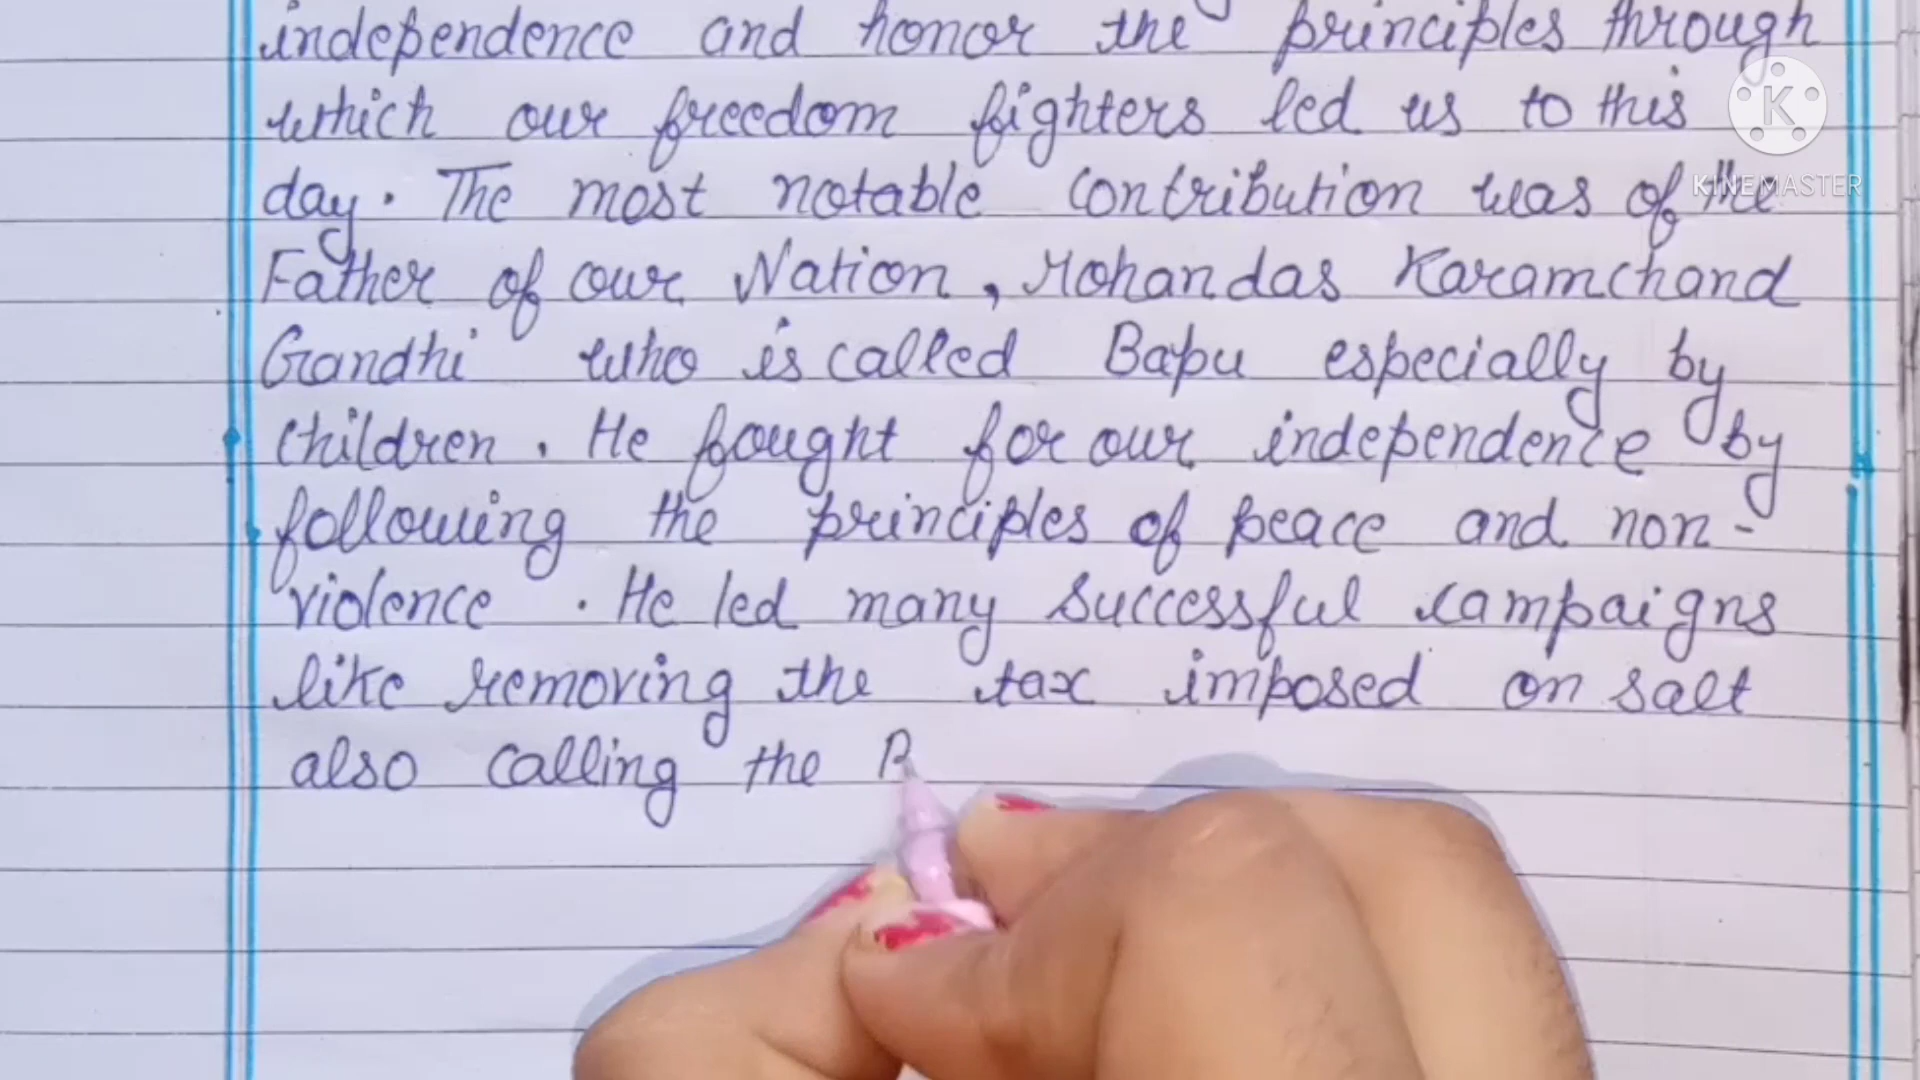 independence and honor the principles through
which our freedom fighters led us to this
day. The most notable contribution was of the
Father of our Nation, Mohandas Karamchand
Gandhi who is called Bapu especially by
children. He fought for our independence by
following the principles of peace and non-
violence. He led many successful campaigns
like removing the tax imposed on salt
also calling the B
K
KINEMASTER